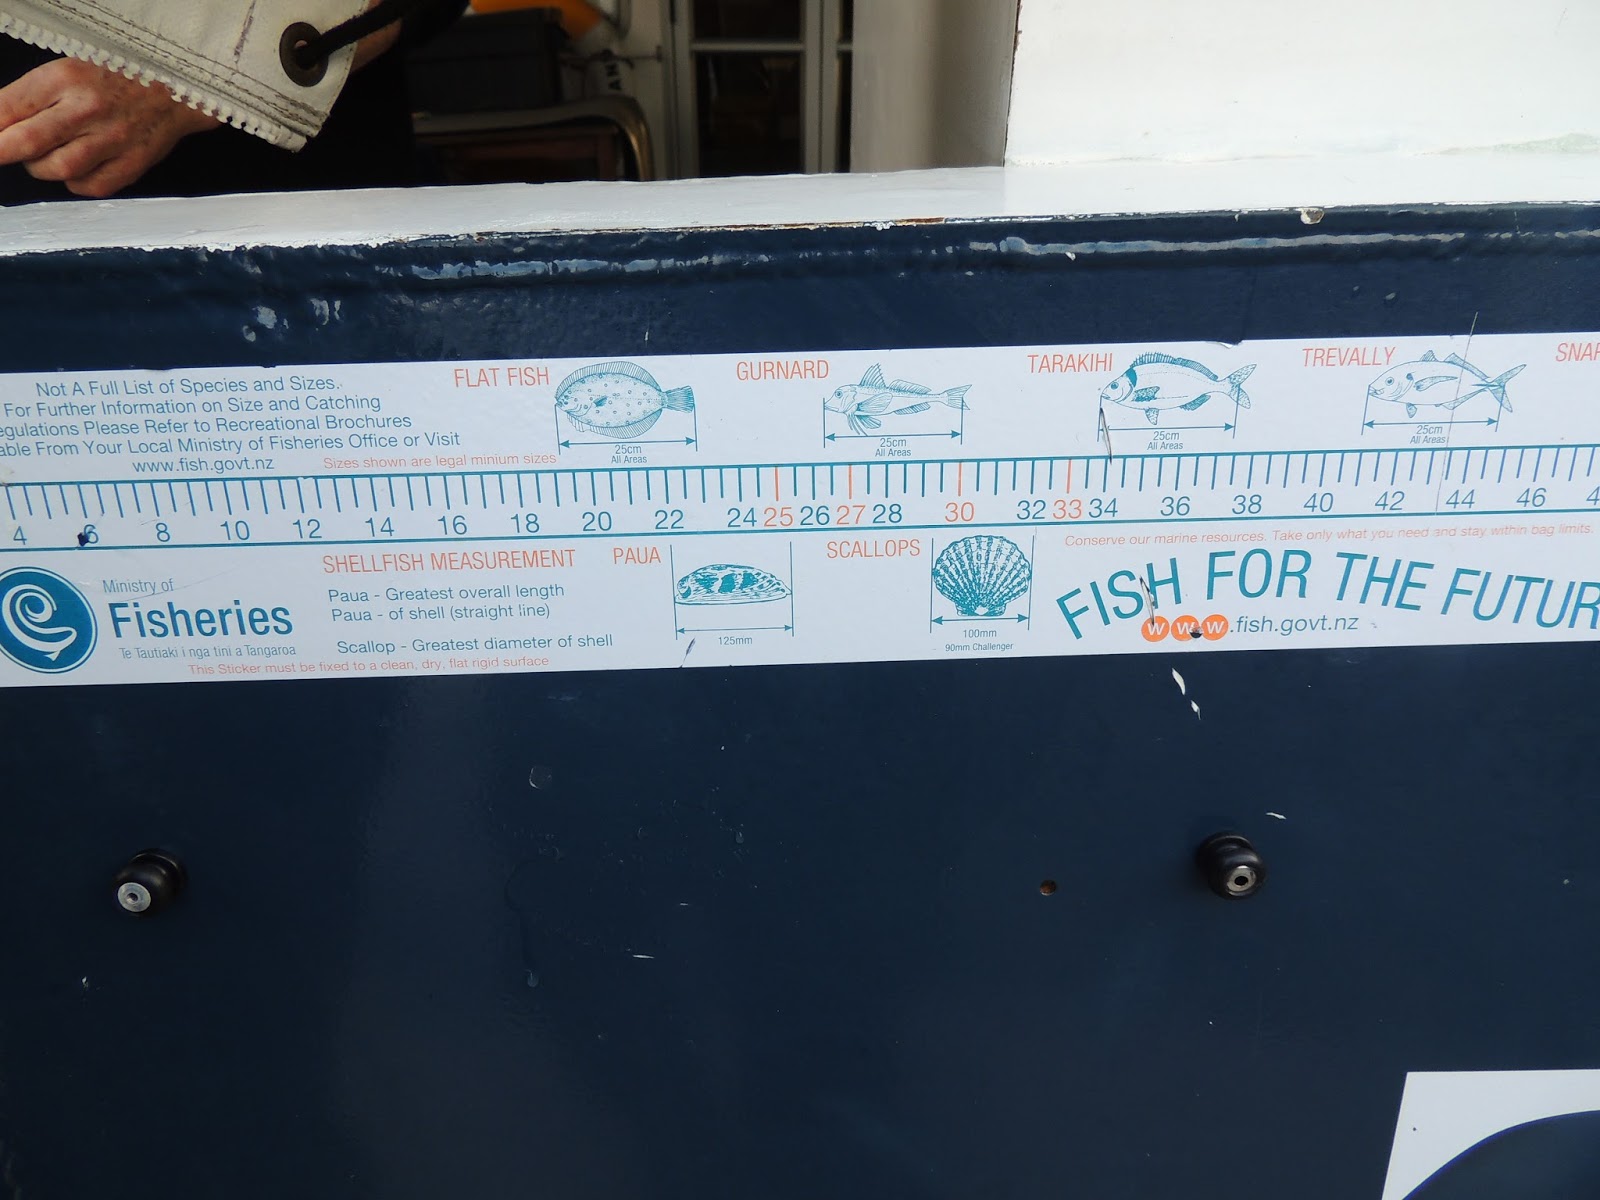 Not A Full List of Species and Sizes.
For Further Information on Size and Catching
egulations Please Refer to Recreational Brochures
able From Your Local Ministry of Fisheries Office or Visit
www.fish.govt.nz
Sizes shown are legal minium sizes
FLAT FISH
25cm
All Areas
GURNARD
25cm
All Areas
TARAKIHI
25cm
All Areas
TREVALLY
25cm
All Areas
SNAP
4 6 8 10 12 14 16 18 20 22 24 25 26 27 28 30 32 33 34 36 38 40 42 44 46 4
Ministry of
Fisheries
Te Tautiaki i nga tini a Tangaroa
This Sticker must be fixed to a clean, dry, flat rigid surface
SHELLFISH MEASUREMENT
Paua - Greatest overall length
Paua - of shell (straight line)
Scallop - Greatest diameter of shell
PAUA
125mm
SCALLOPS
100mm
90mm Challenger
Conserve our marine resources. Take only what you need and stay within bag limits.
FISH FOR THE FUTUR
www.fish.govt.nz